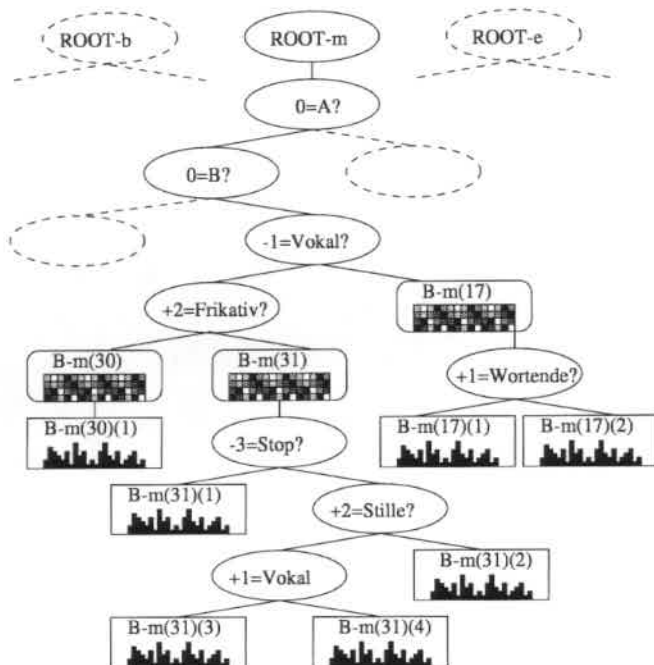 ROOT-b
ROOT-m
ROOT-e
0=A?
0=B?
-1=Vokal?
+2=Frikativ?
B-m(17)
B-m(30)
B-m(31)
+1=Wortende?
B-m(30)(1)
-3=Stop?
B-m(17)(1)
B-m(17)(2)
B-m(31)(1)
+2=Stille?
B-m(31)(2)
+1=Vokal
B-m(31)(3)
B-m(31)(4)